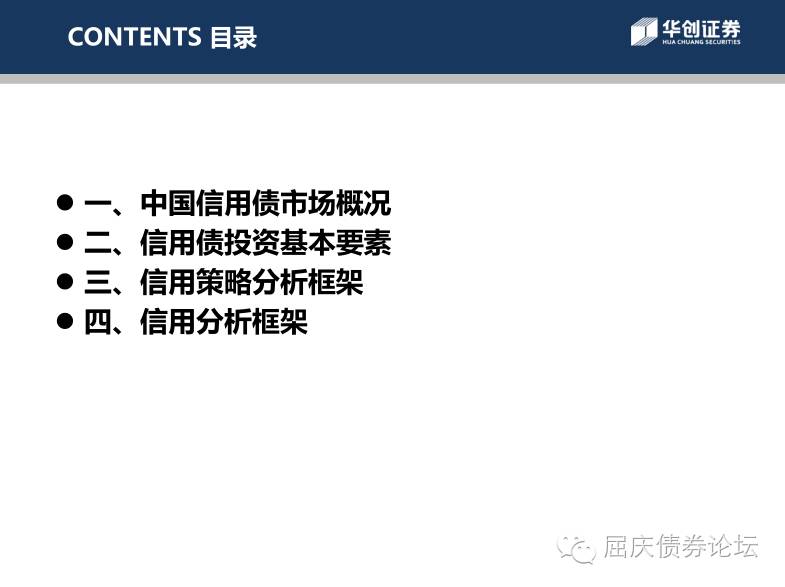 CONTENTS 目录
华创证券
HUA CHUANG SECURITIES
● 一、中国信用债市场概况
● 二、信用债投资基本要素
● 三、信用策略分析框架
● 四、信用分析框架
屈庆债券论坛